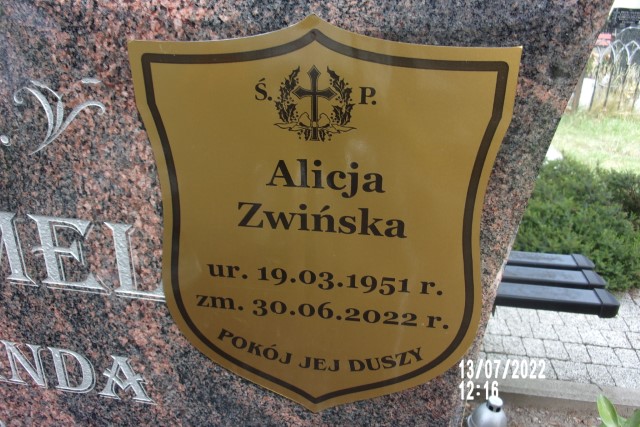 Ś. P.
Alicja
Zwińska
ur. 19.03.1951 r.
zm. 30.06.2022 r.
POKÓJ JEJ DUSZY
13/07/2022
12:16